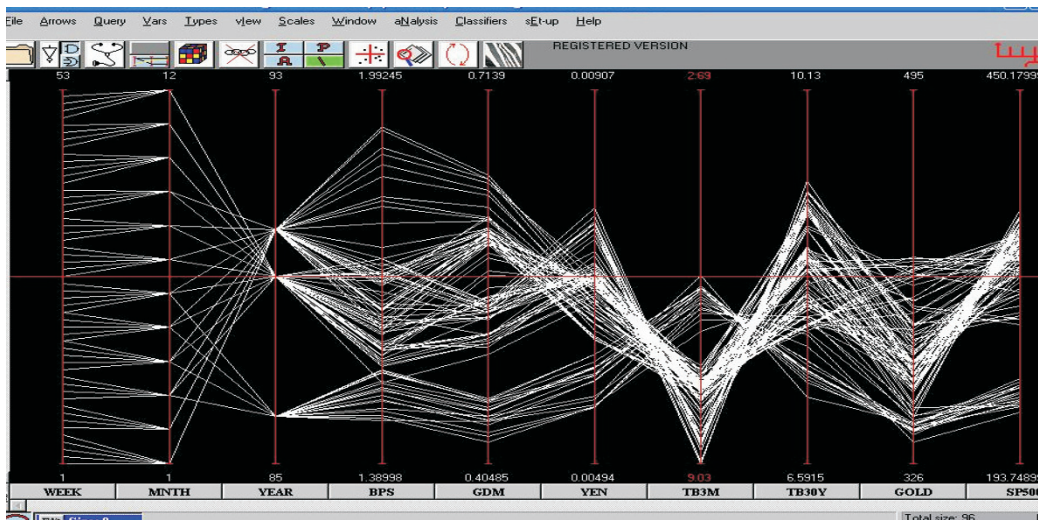 File Arrows Query Vars Types vIew Scales Window aNalysis Classifiers sEt-up Help
I P
REGISTERED VERSION
A
53 12 93 1.99245 0.7139 0.00907 2.69 10.13 495 450.1799
1 1 85 1.38998 0.40485 0.00494 9.03 6.5915 326 193.7489
WEEK MNTH YEAR BPS GDM YEN TB3M TB30Y GOLD SP50
Total size: 96